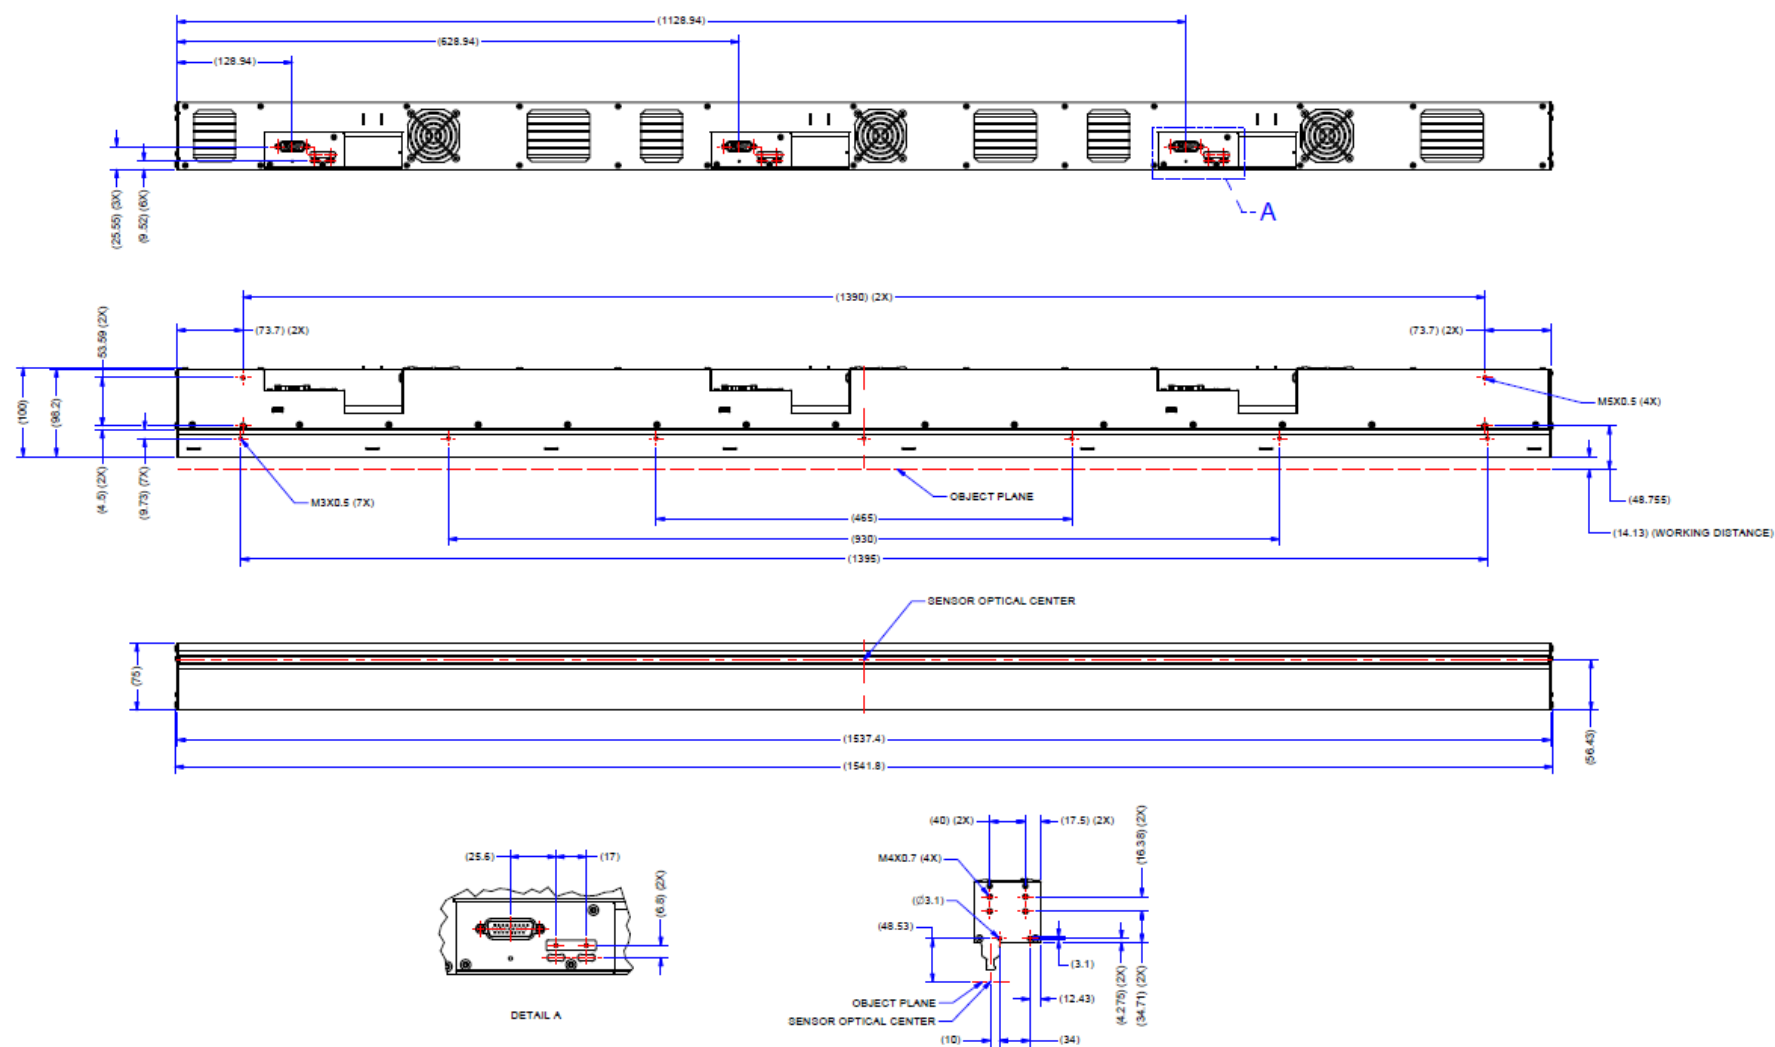 (1128.94)
(628.94)
(128.94)
(25.55) (3X)
(9.52) (6X)
A
(1390) (2X)
(73.7) (2X)
(73.7) (2X)
53.59 (2X)
(100)
(98.2)
(4.5) (2X)
(9.73) (7X)
M5X0.5 (4X)
M3X0.5 (7X)
OBJECT PLANE
(48.755)
(465)
(14.13) (WORKING DISTANCE)
(930)
(1395)
SENSOR OPTICAL CENTER
(75)
(56.43)
(1537.4)
(1541.8)
(25.6)
(17)
(6.8) (2X)
DETAIL A
(40) (2X)
(17.5) (2X)
(16.38) (2X)
M4X0.7 (4X)
(Ø3.1)
(48.53)
(3.1)
(4.275) (2X)
(34.71) (2X)
OBJECT PLANE
(12.43)
SENSOR OPTICAL CENTER
(10)
(34)